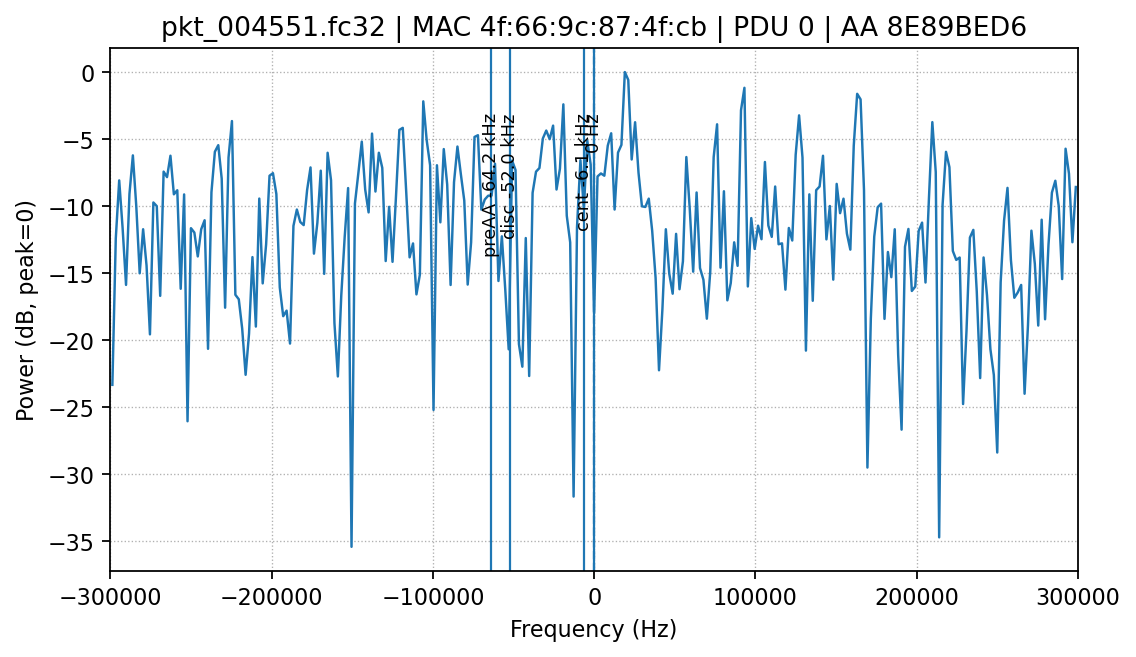 pkt_004551.fc32 | MAC 4f:66:9c:87:4f:cb | PDU 0 | AA 8E89BED6
Power (dB, peak=0)
0
−5
−10
−15
−20
−25
−30
−35
preAA -64.2 kHz
disc -52.0 kHz
cent -6.1 kHz
0 Hz
−300000
−200000
−100000
0
100000
200000
300000
Frequency (Hz)